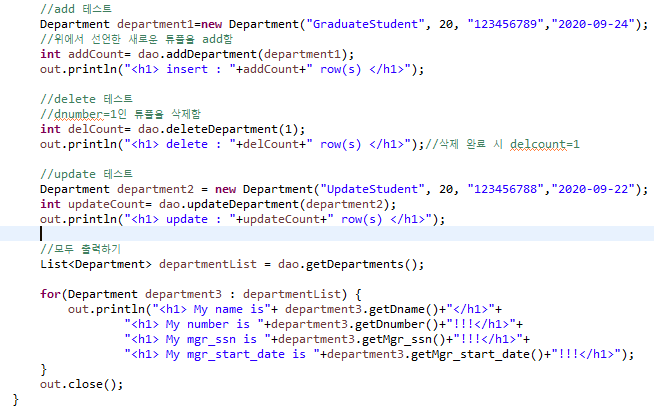 //add 테스트
Department department1=new Department("GraduateStudent", 20, "123456789","2020-09-24");
//위에서 선언한 새로운 튜플을 add함
int addCount= dao.addDepartment(department1);
out.println("<h1> insert : "+addCount+" row(s) </h1>");
//delete 테스트
//dnumber=1인 튜플을 삭제함
int delCount= dao.deleteDepartment(1);
out.println("<h1> delete : "+delCount+" row(s) </h1>");//삭제 완료 시 delcount=1
//update 테스트
Department department2 = new Department("UpdateStudent", 20, "123456788","2020-09-22");
int updateCount= dao.updateDepartment(department2);
out.println("<h1> update : "+updateCount+" row(s) </h1>");
//모두 출력하기
List<Department> departmentList = dao.getDepartments();
for(Department department3 : departmentList) {
out.println("<h1> My name is"+ department3.getDname()+"</h1>"+
"<h1> My number is "+department3.getDnumber()+"!!!</h1>"+
"<h1> My mgr_ssn is "+department3.getMgr_ssn()+"!!!</h1>"+
"<h1> My mgr_start_date is "+department3.getMgr_start_date()+"!!!</h1>");
}
out.close();
}